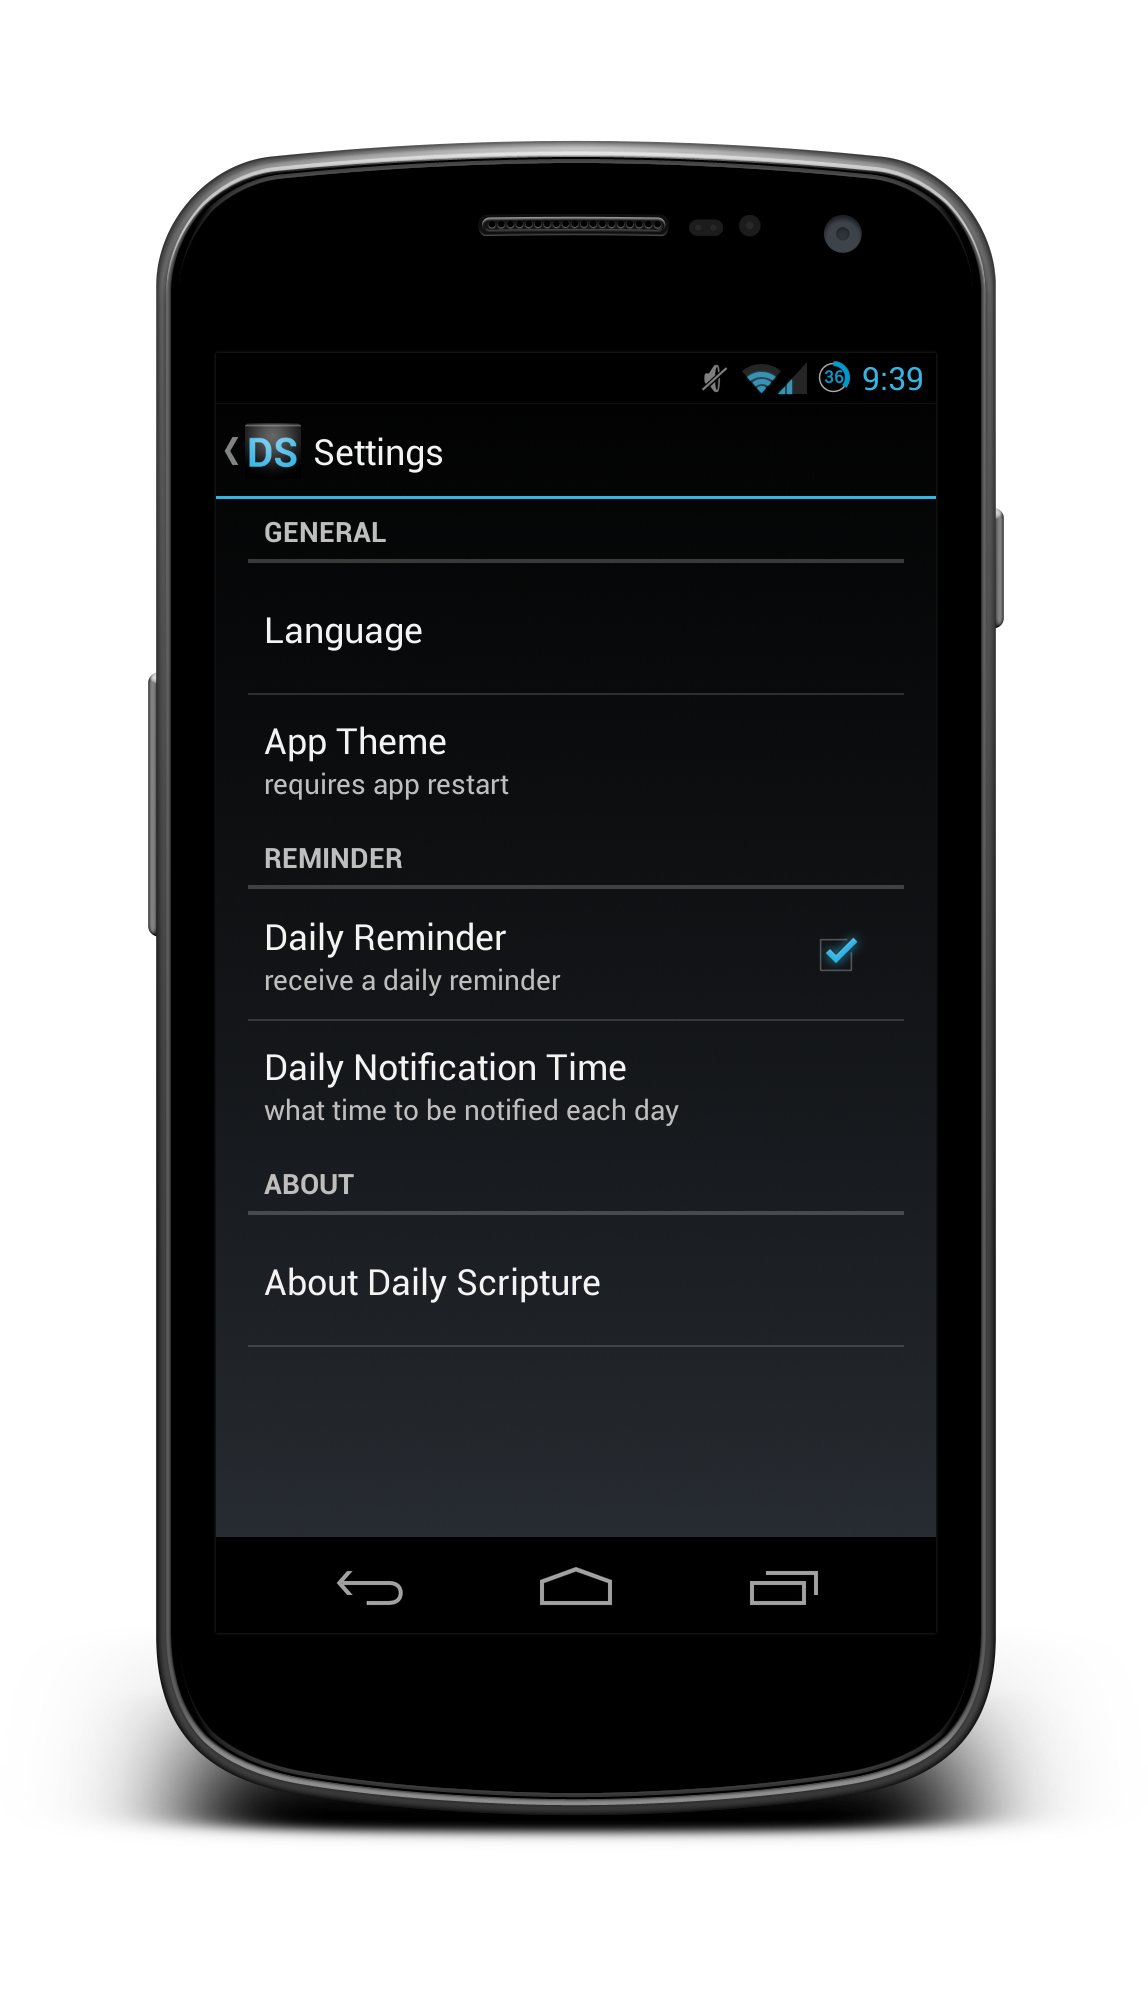 36 9:39
DS Settings
GENERAL
Language
App Theme
requires app restart
REMINDER
Daily Reminder
receive a daily reminder
Daily Notification Time
what time to be notified each day
ABOUT
About Daily Scripture